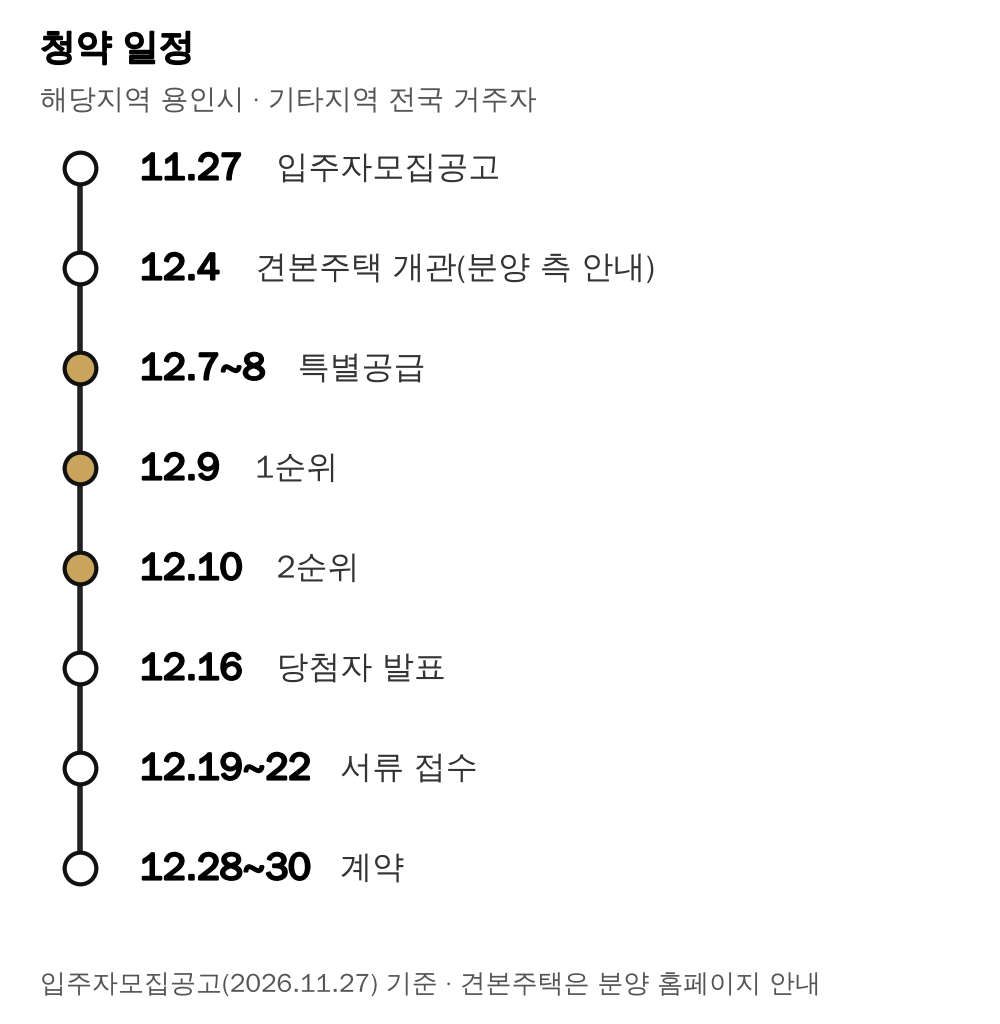 청약 일정
해당지역 용인시 · 기타지역 전국 거주자
11.27 입주자모집공고
12.4 견본주택 개관(분양 측 안내)
12.7~8 특별공급
12.9 1순위
12.10 2순위
12.16 당첨자 발표
12.19~22 서류 접수
12.28~30 계약
입주자모집공고(2026.11.27) 기준 · 견본주택은 분양 홈페이지 안내